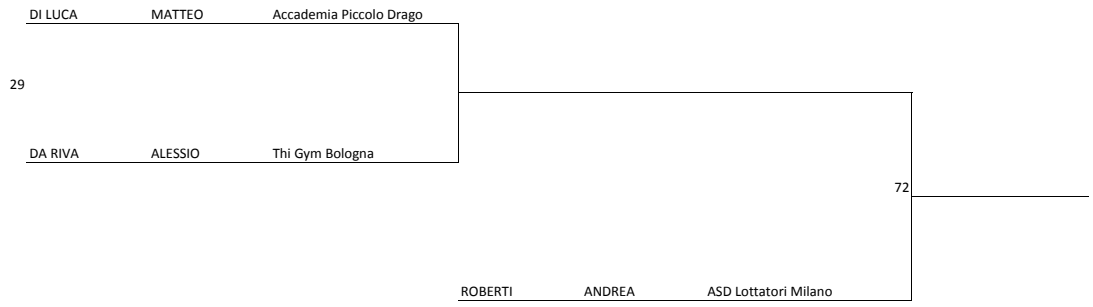 DI LUCA MATTEO Accademia Piccolo Drago
29
DA RIVA ALESSIO Thi Gym Bologna
72
ROBERTI ANDREA ASD Lottatori Milano